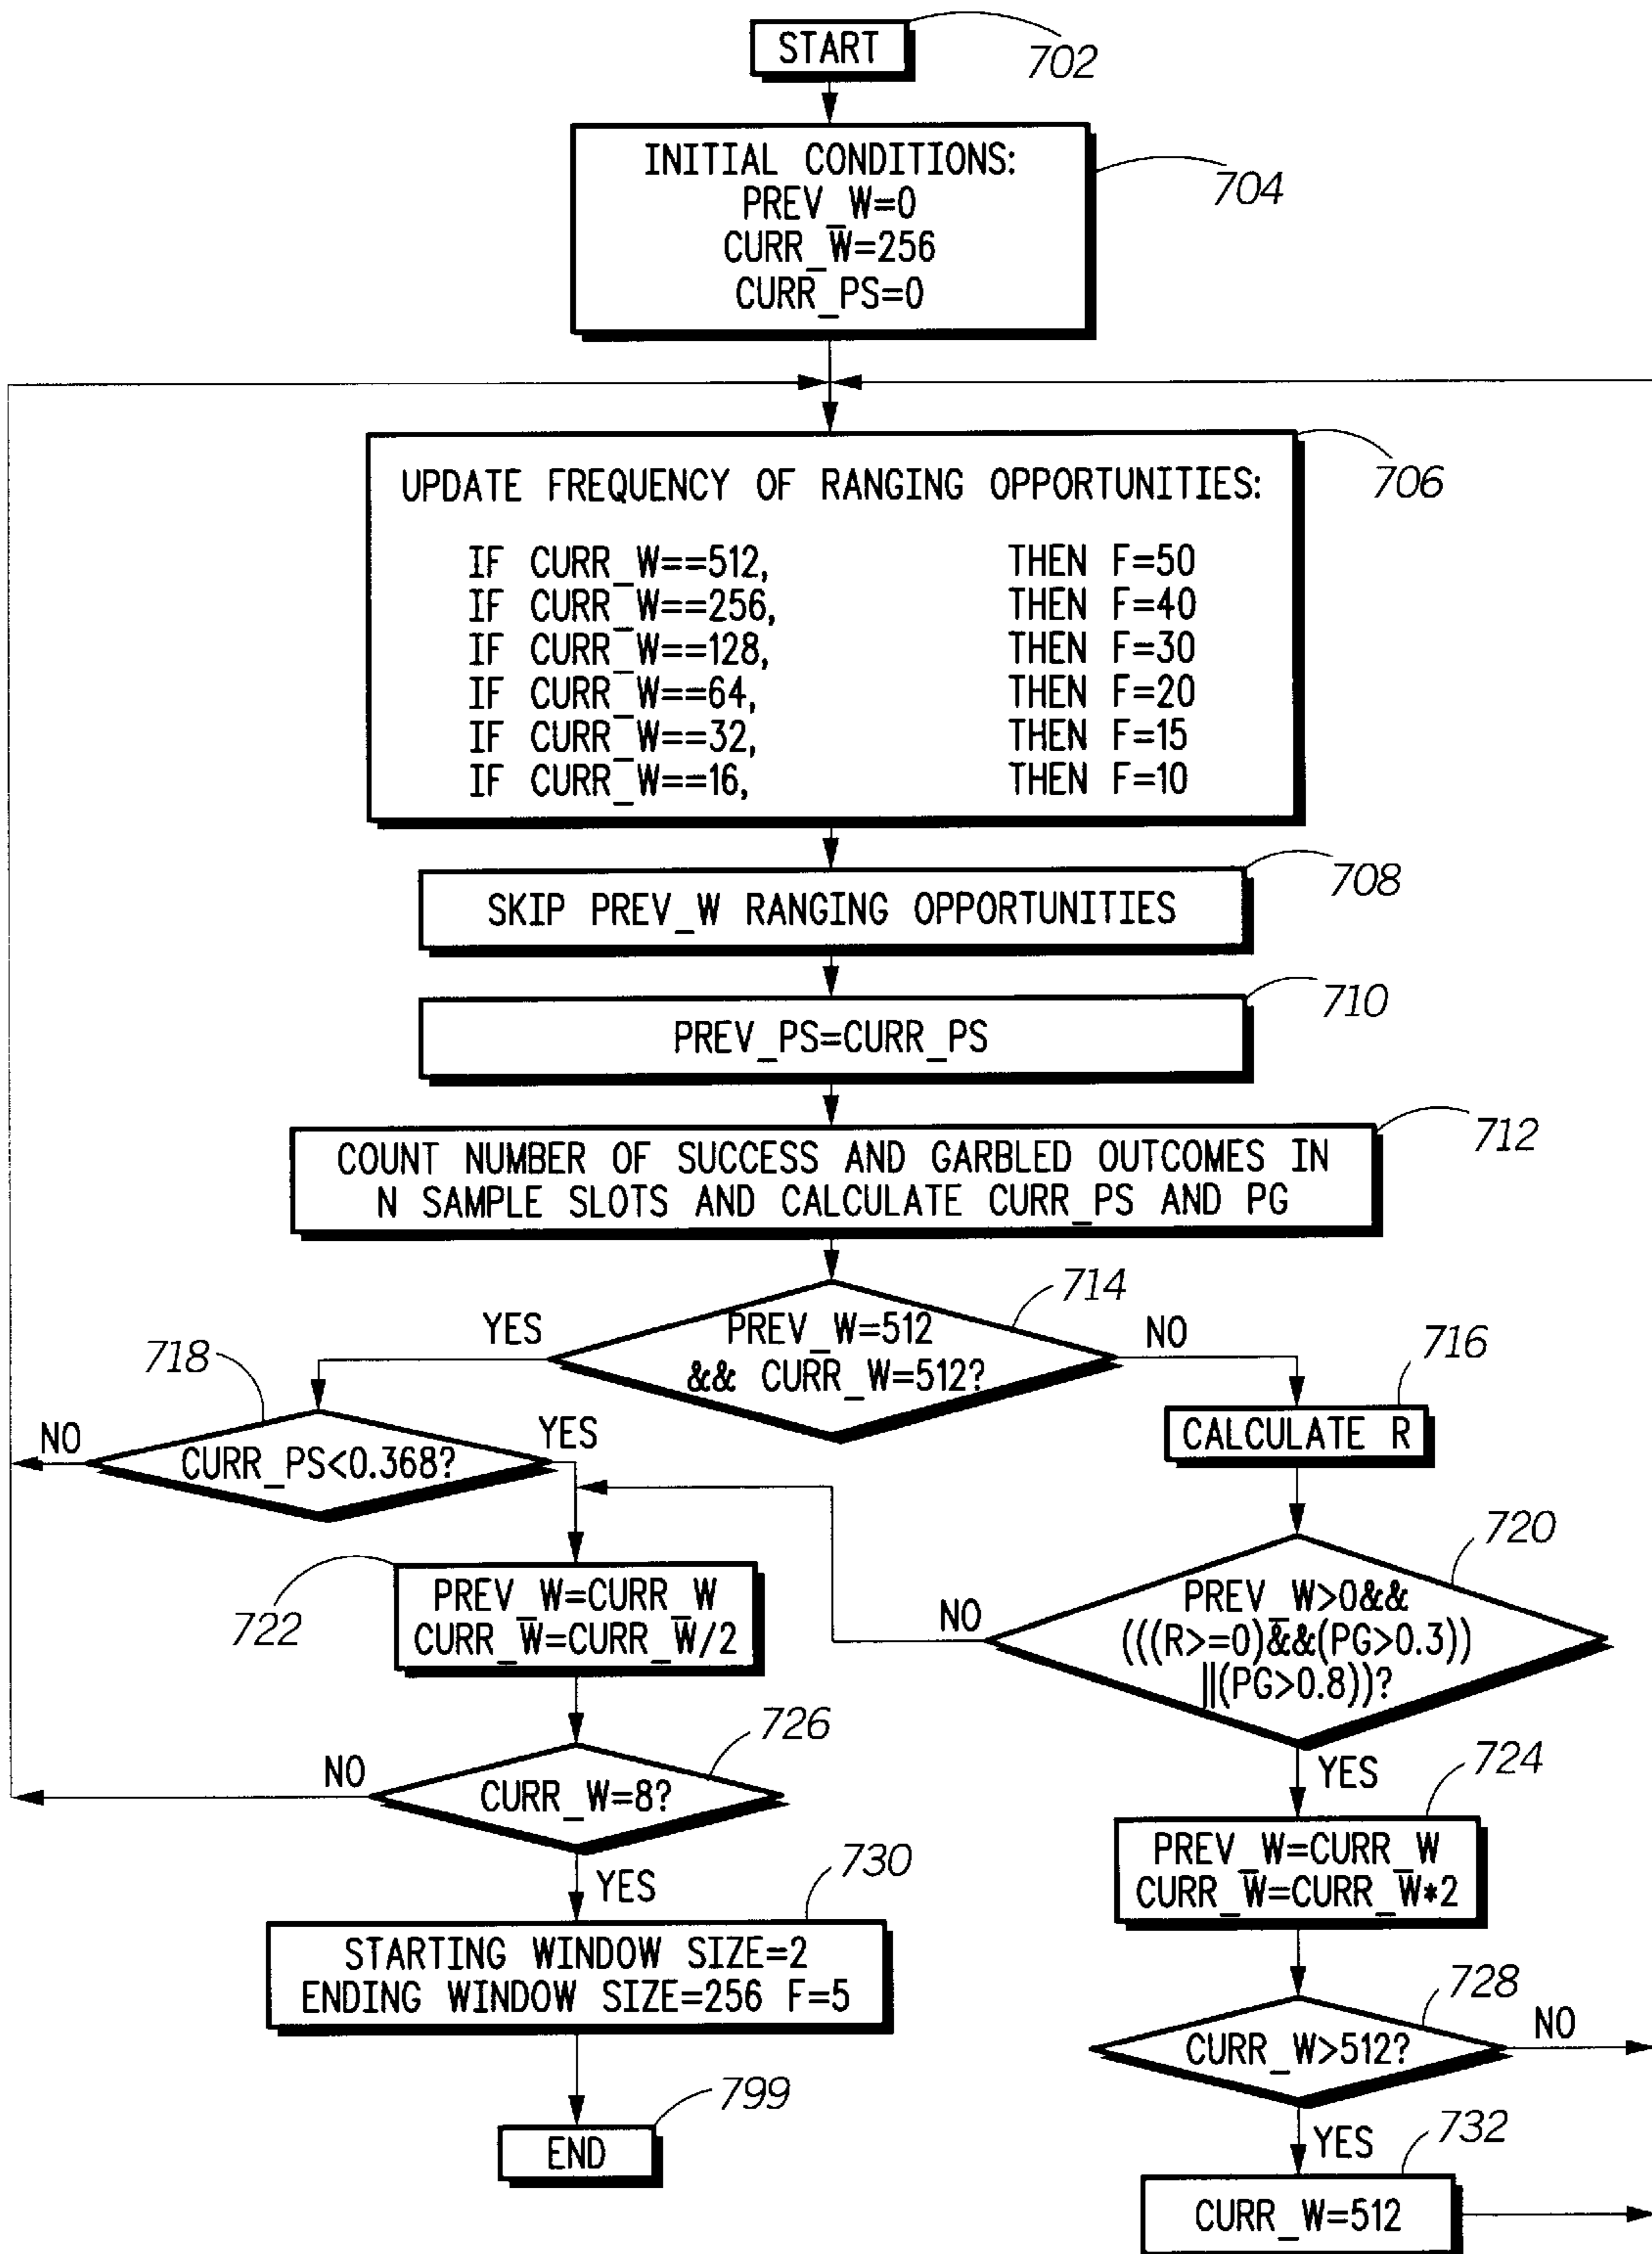 START
702
INITIAL CONDITIONS:
PREV_W=0
CURR_W=256
CURR_PS=0
704
UPDATE FREQUENCY OF RANGING OPPORTUNITIES:
706
IF CURR_W==512, THEN F=50
IF CURR_W==256, THEN F=40
IF CURR_W==128, THEN F=30
IF CURR_W==64, THEN F=20
IF CURR_W==32, THEN F=15
IF CURR_W==16, THEN F=10
708
SKIP PREV_W RANGING OPPORTUNITIES
710
PREV_PS=CURR_PS
712
COUNT NUMBER OF SUCCESS AND GARBLED OUTCOMES IN
N SAMPLE SLOTS AND CALCULATE CURR_PS AND PG
714
YES
PREV_W=512
&& CURR_W=512?
NO
716
718
CALCULATE R
NO
CURR_PS<0.368?
YES
720
722
PREV_W=CURR_W
CURR_W=CURR_W/2
NO
PREV_W>0&&
(((R>=0)&&(PG>0.3))
||(PG>0.8))?
726
NO
CURR_W=8?
YES
724
PREV_W=CURR_W
CURR_W=CURR_W*2
YES
730
STARTING WINDOW SIZE=2
ENDING WINDOW SIZE=256 F=5
728
CURR_W>512?
NO
799
END
YES
732
CURR_W=512